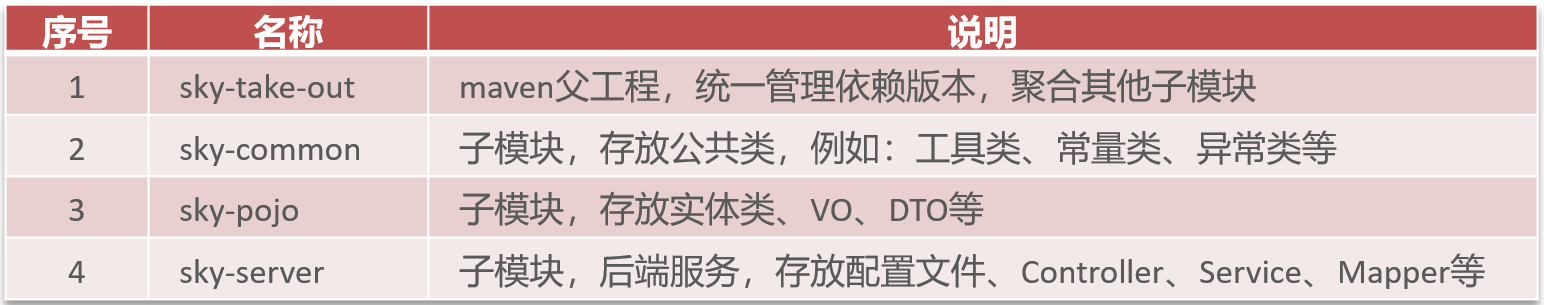 序号 名称 说明
1 sky-take-out maven父工程，统一管理依赖版本，聚合其他子模块
2 sky-common 子模块，存放公共类，例如：工具类、常量类、异常类等
3 sky-pojo 子模块，存放实体类、VO、DTO等
4 sky-server 子模块，后端服务，存放配置文件、Controller、Service、Mapper等